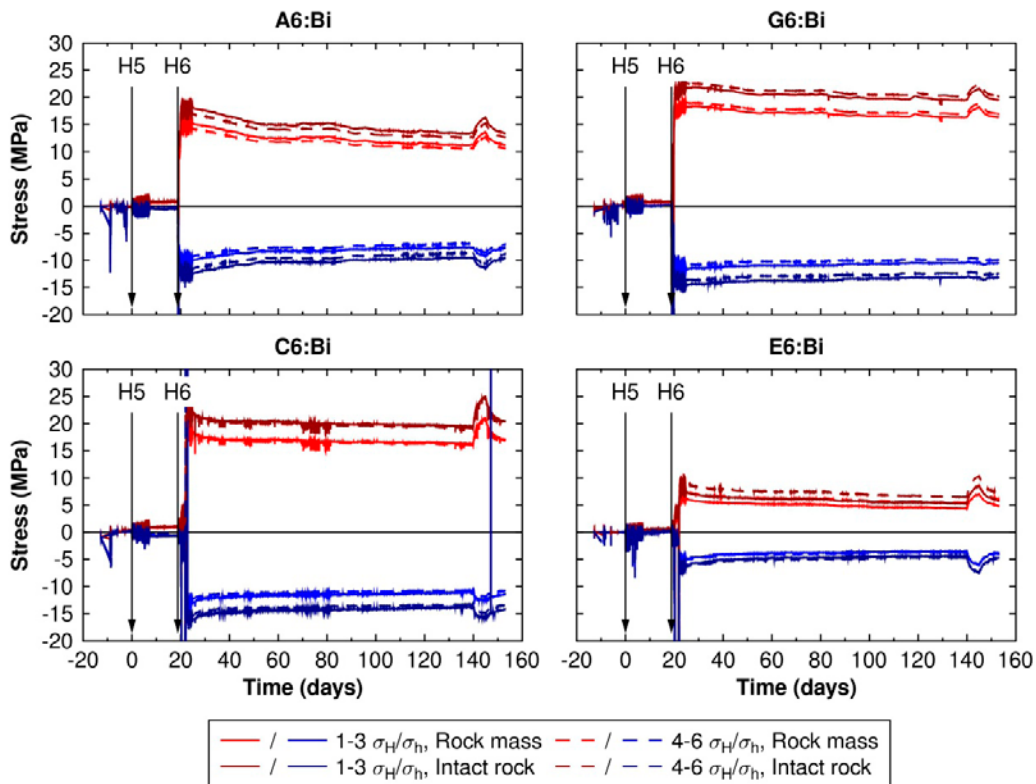 A6:Bi
G6:Bi
30
25
20
15
10
5
0
-5
-10
-15
-20
Stress (MPa)
H5 H6
H5 H6
C6:Bi
E6:Bi
30
25
20
15
10
5
0
-5
-10
-15
-20
Stress (MPa)
H5 H6
H5 H6
-20 0 20 40 60 80 100 120 140 160
-20 0 20 40 60 80 100 120 140 160
Time (days)
Time (days)
/ 1-3 σH/σh, Rock mass / 4-6 σH/σh, Rock mass
/ 1-3 σH/σh, Intact rock / 4-6 σH/σh, Intact rock